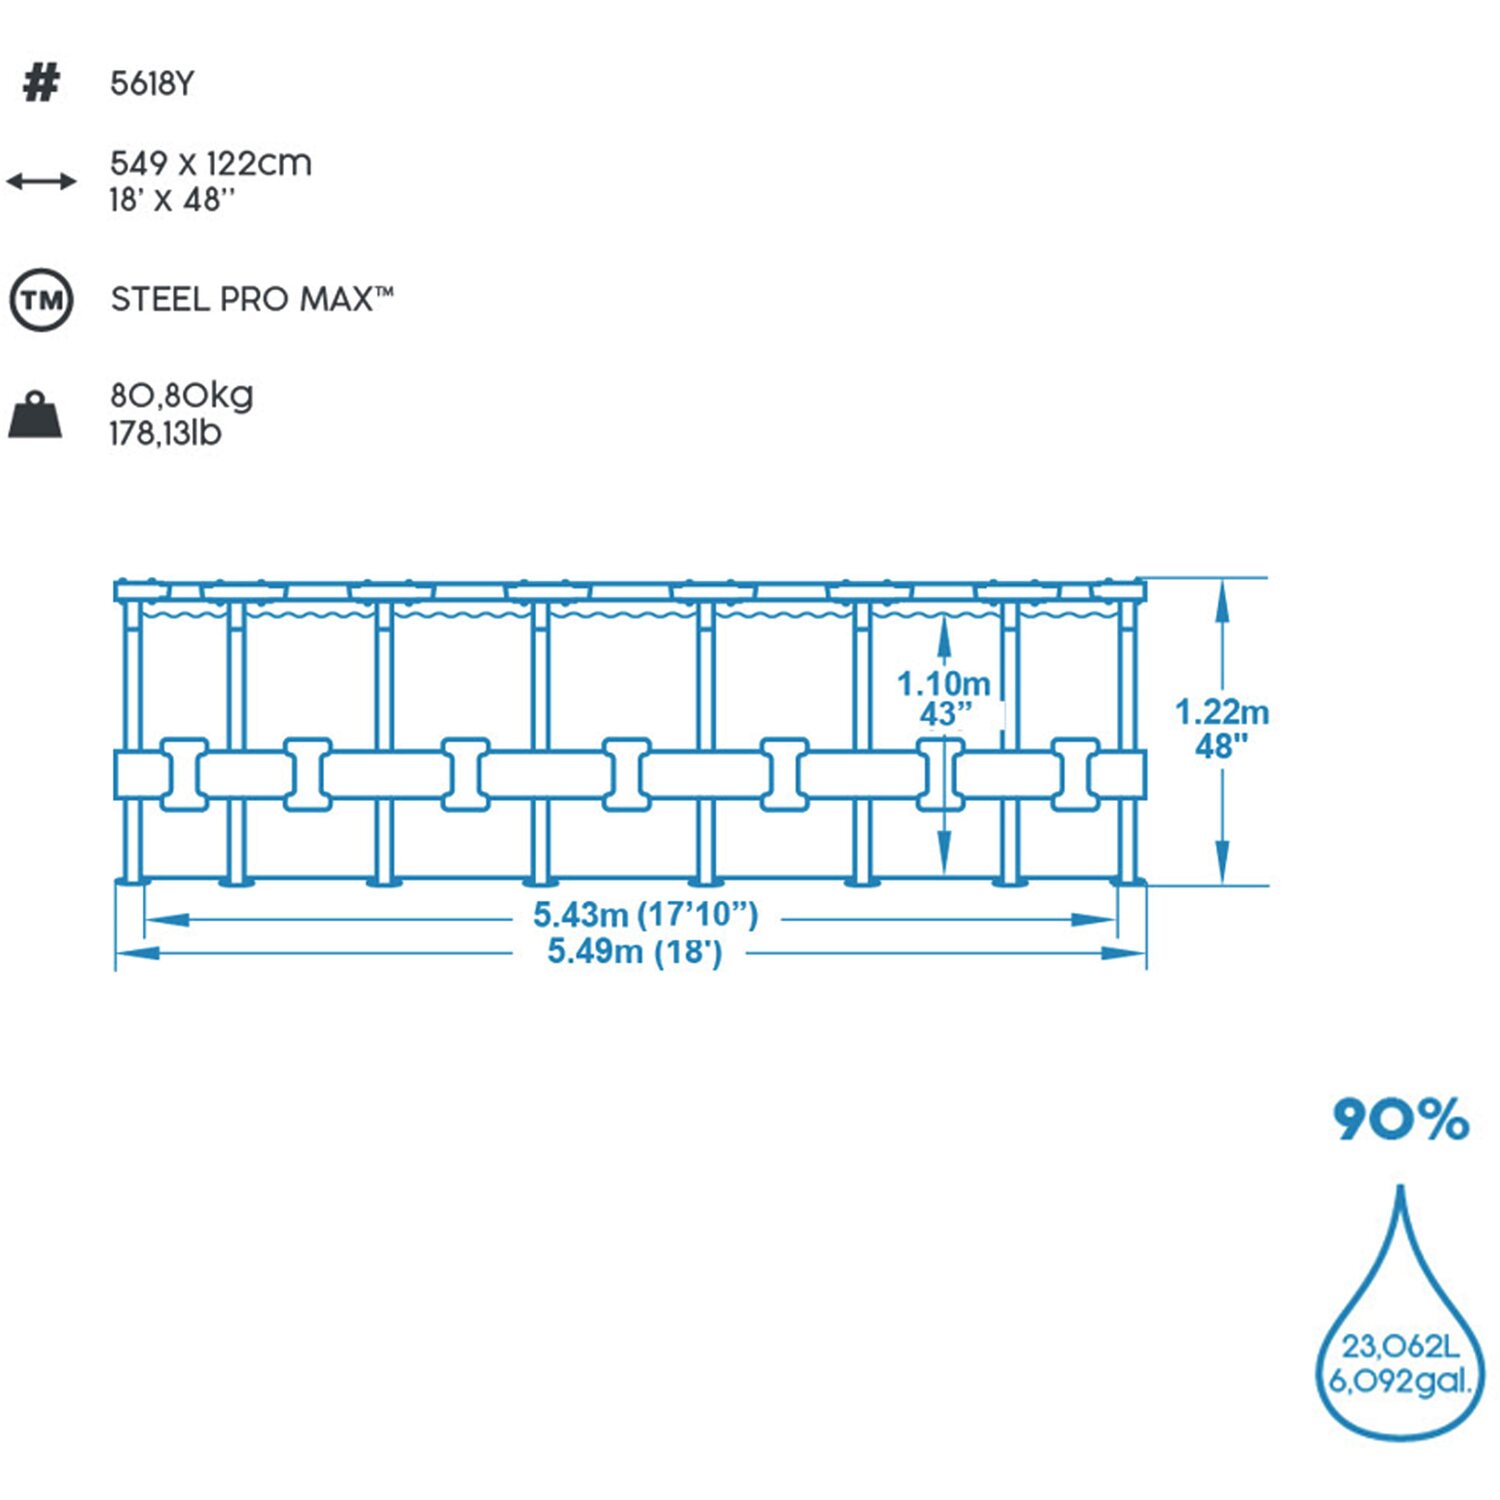 # 5618Y
549 x 122cm
18' x 48''
TM STEEL PRO MAX™
80,80kg
178,13lb
1.10m
43”
1.22m
48"
5.43m (17’10”)
5.49m (18')
90%
23,062L
6,092gal.